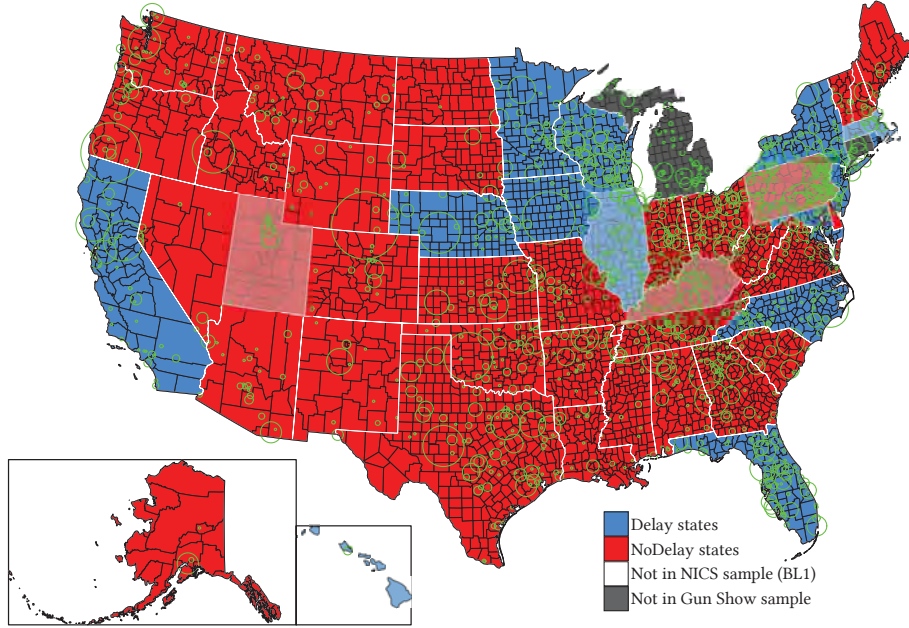 Delay states
NoDelay states
Not in NICS sample (BL1)
Not in Gun Show sample